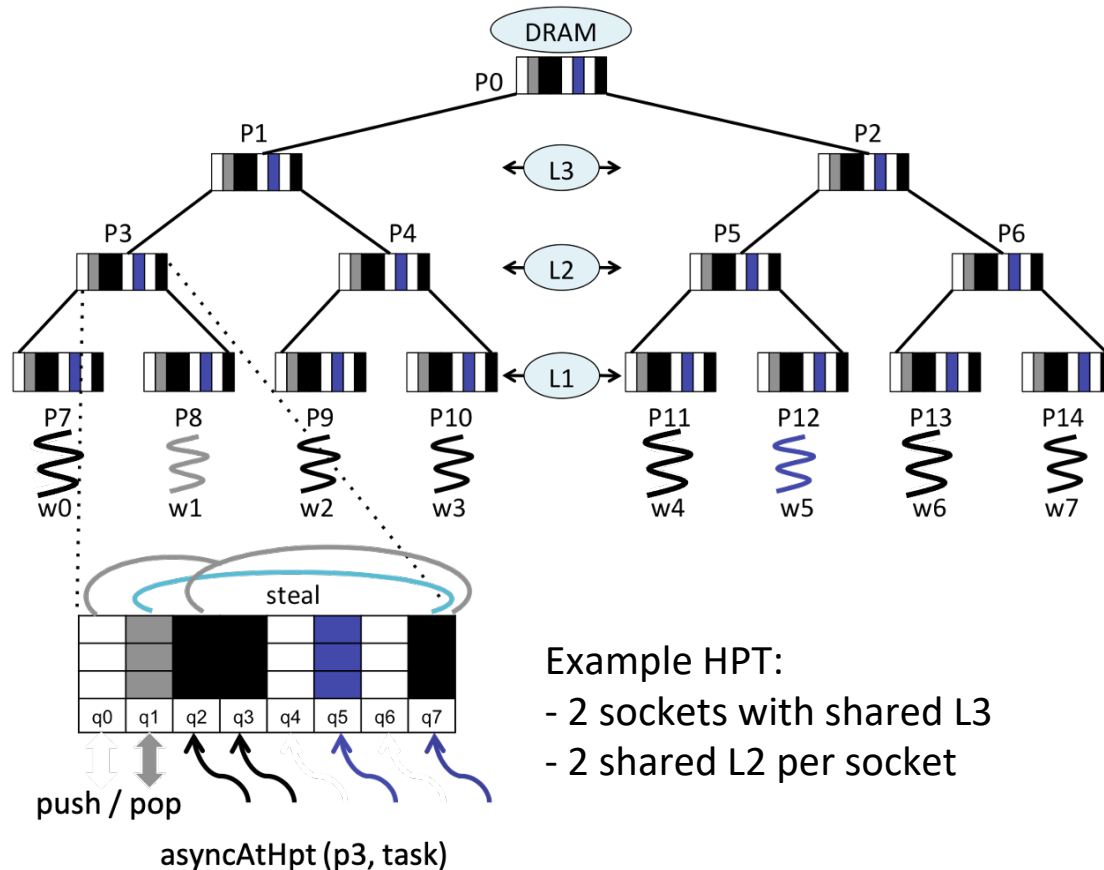 DRAM
P0
P1
P2
L3
P3
P4
P5
P6
L2
L1
P7
P8
P9
P10
P11
P12
P13
P14
w0
w1
w2
w3
w4
w5
w6
w7
steal
q0
q1
q2
q3
q4
q5
q6
q7
push / pop
asyncAtHpt (p3, task)
Example HPT:
- 2 sockets with shared L3
- 2 shared L2 per socket